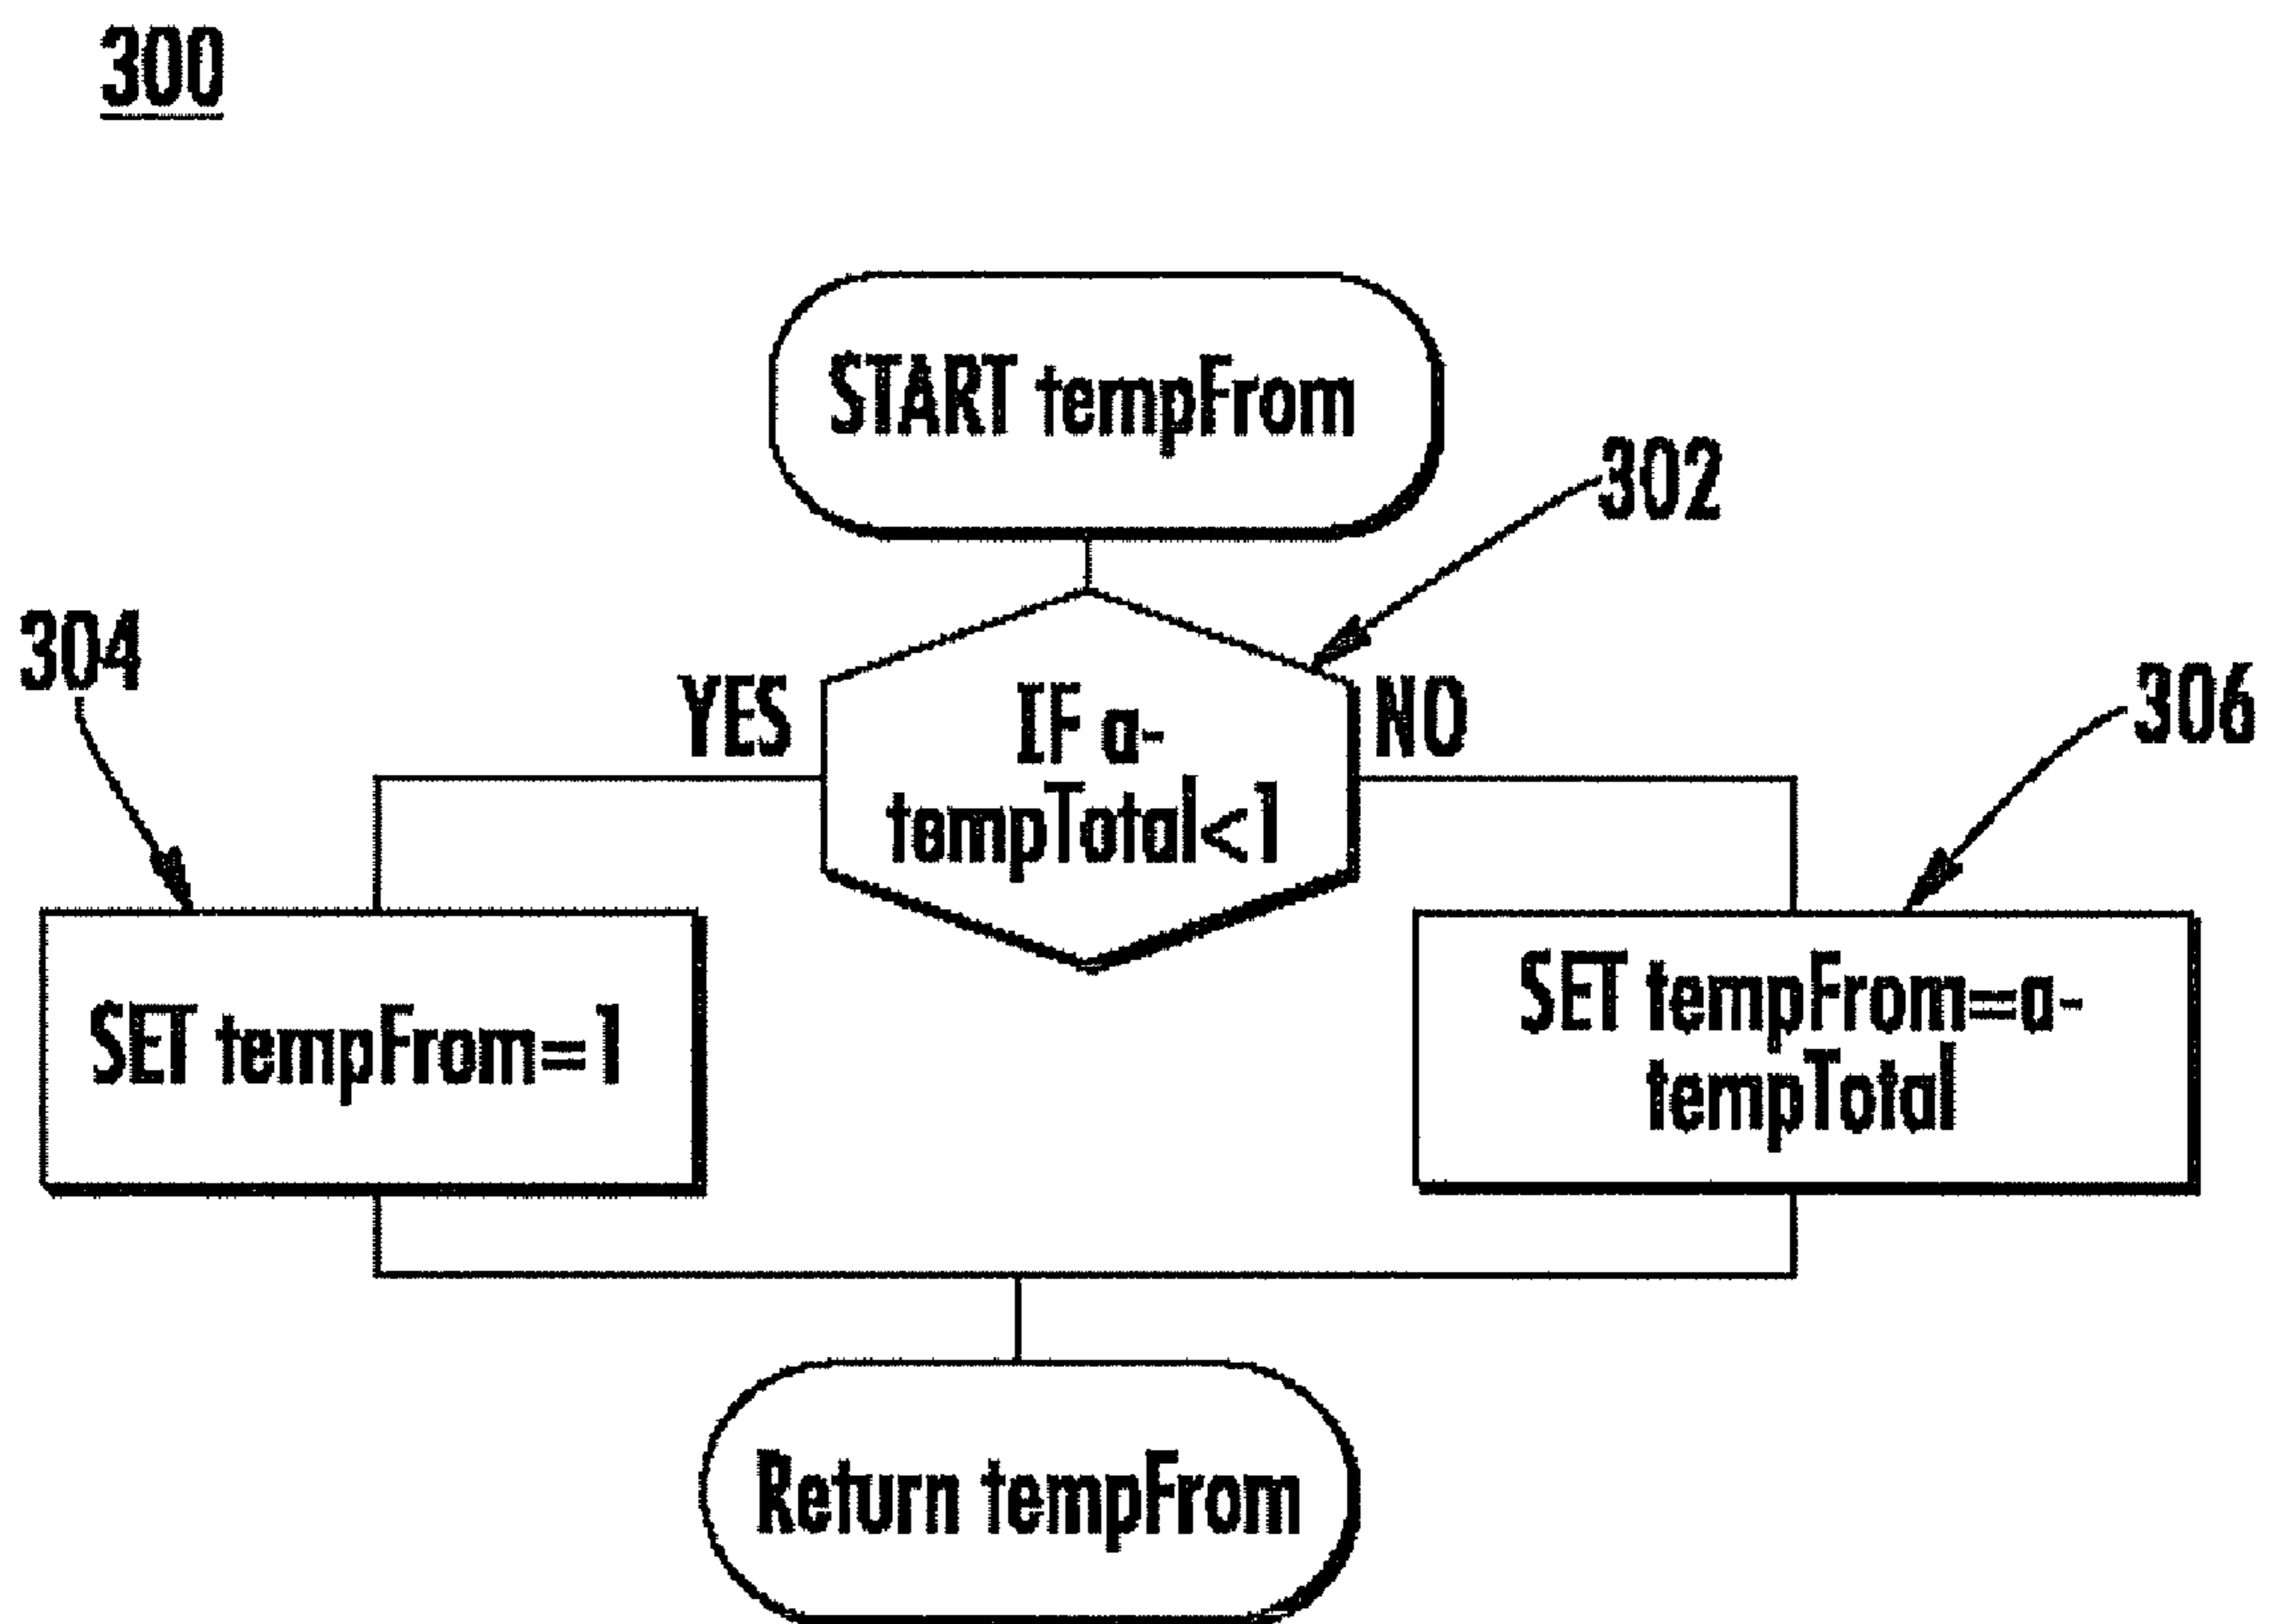 300
START tempFrom
302
304
YES
IF a-
tempTotal<1
NO
306
SET tempFrom=1
SET tempFrom=a-
tempTotal
Return tempFrom